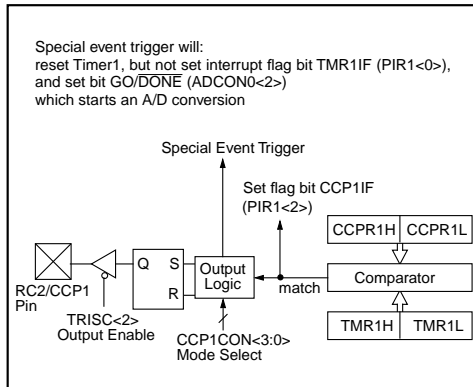 Special event trigger will:
reset Timer1, but not set interrupt flag bit TMR1IF (PIR1<0>),
and set bit GO/DONE (ADCON0<2>)
which starts an A/D conversion
Special Event Trigger
Set flag bit CCP1IF
(PIR1<2>)
CCPR1H CCPR1L
Q S Output
Logic
R
match
Comparator
RC2/CCP1
Pin
TRISC<2>
Output Enable
CCP1CON<3:0>
Mode Select
TMR1H TMR1L